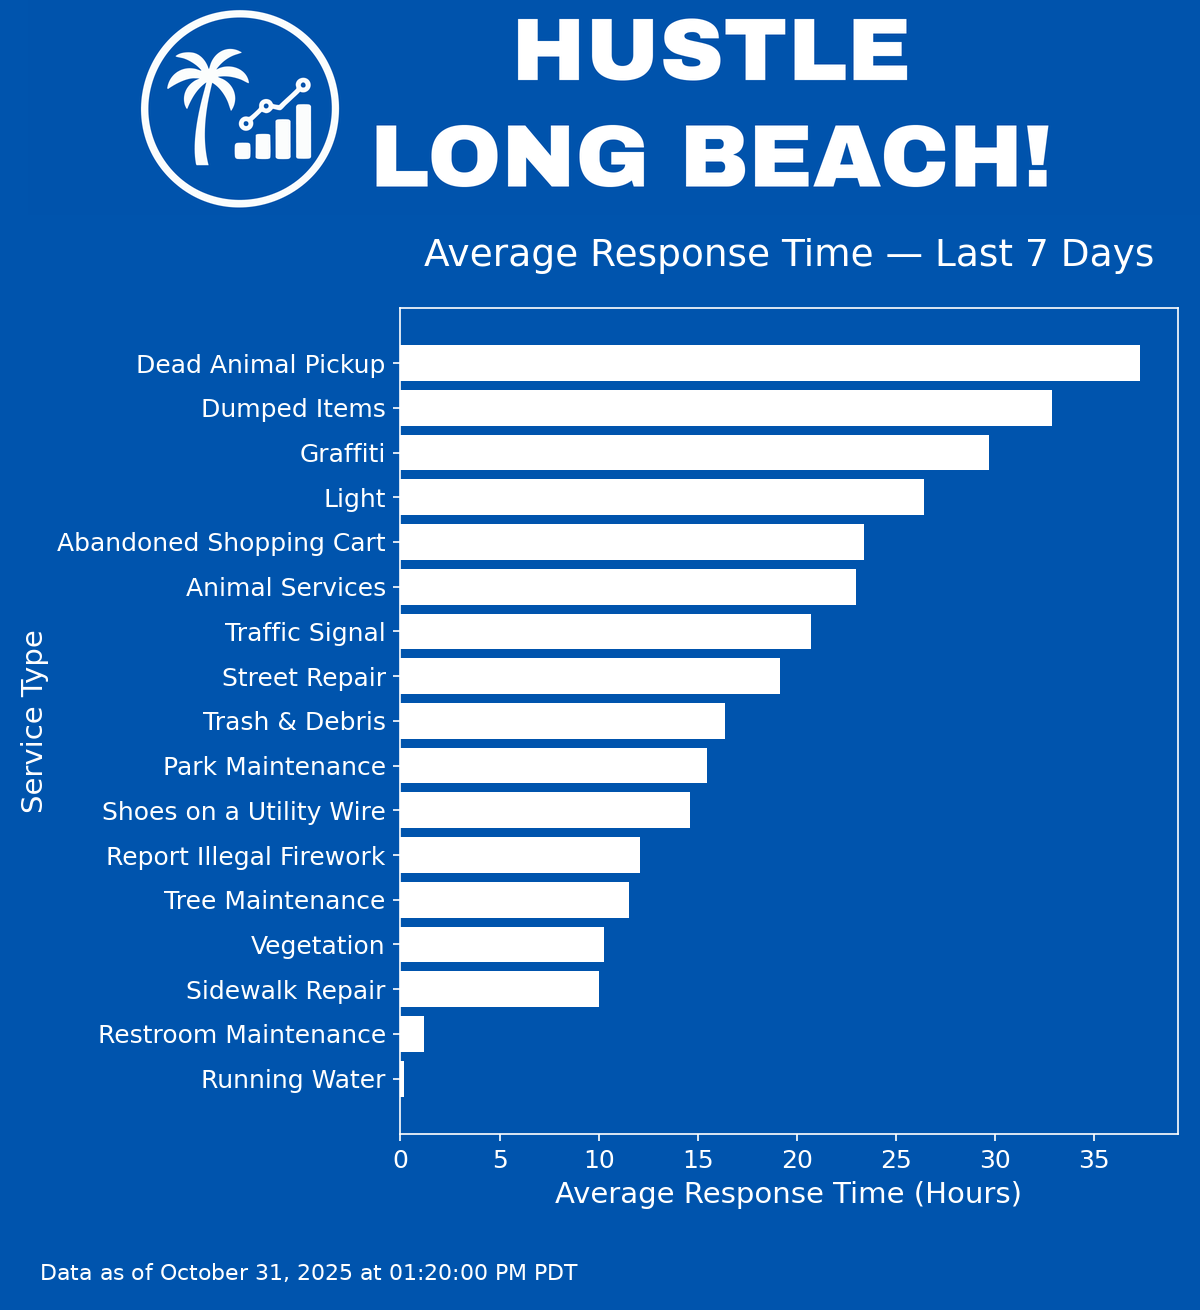 HUSTLE
LONG BEACH!
Average Response Time — Last 7 Days
Dead Animal Pickup
Dumped Items
Graffiti
Light
Abandoned Shopping Cart
Animal Services
Traffic Signal
Street Repair
Trash & Debris
Park Maintenance
Shoes on a Utility Wire
Report Illegal Firework
Tree Maintenance
Vegetation
Sidewalk Repair
Restroom Maintenance
Running Water
Service Type
0 5 10 15 20 25 30 35
Average Response Time (Hours)
Data as of October 31, 2025 at 01:20:00 PM PDT